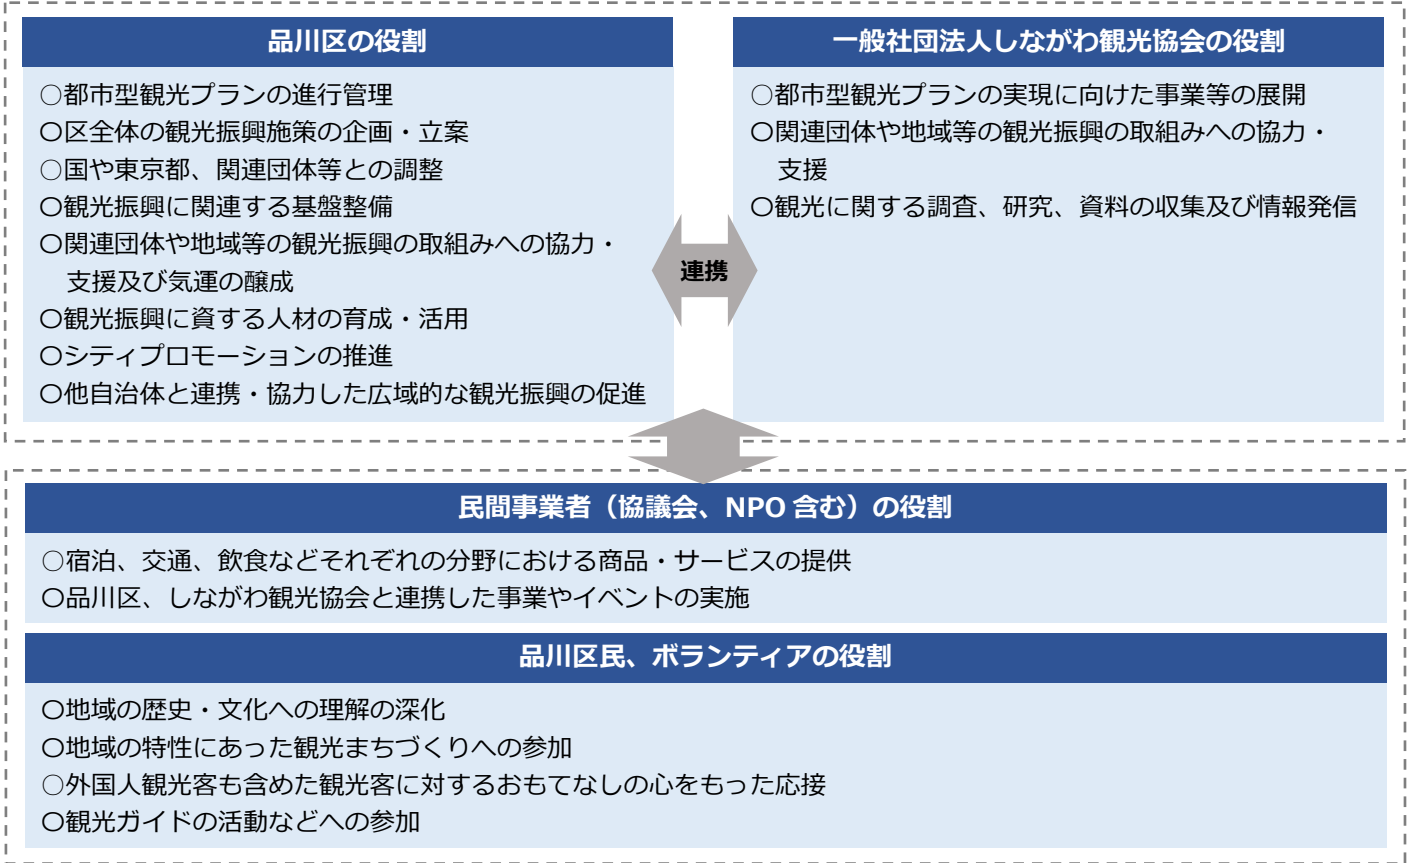 品川区の役割
○都市型観光プランの進行管理
〇区全体の観光振興施策の企画・立案
○国や東京都、関連団体等との調整
〇観光振興に関連する基盤整備
〇関連団体や地域等の観光振興の取組みへの協力・
支援及び気運の醸成
〇観光振興に資する人材の育成・活用
〇シティプロモーションの推進
〇他自治体と連携・協力した広域的な観光振興の促進
一般社団法人しながわ観光協会の役割
○都市型観光プランの実現に向けた事業等の展開
〇関連団体や地域等の観光振興の取組みへの協力・
支援
〇観光に関する調査、研究、資料の収集及び情報発信
連携
民間事業者（協議会、NPO 含む）の役割
○宿泊、交通、飲食などそれぞれの分野における商品・サービスの提供
〇品川区、しながわ観光協会と連携した事業やイベントの実施
品川区民、ボランティアの役割
〇地域の歴史・文化への理解の深化
〇地域の特性にあった観光まちづくりへの参加
○外国人観光客も含めた観光客に対するおもてなしの心をもった応接
〇観光ガイドの活動などへの参加